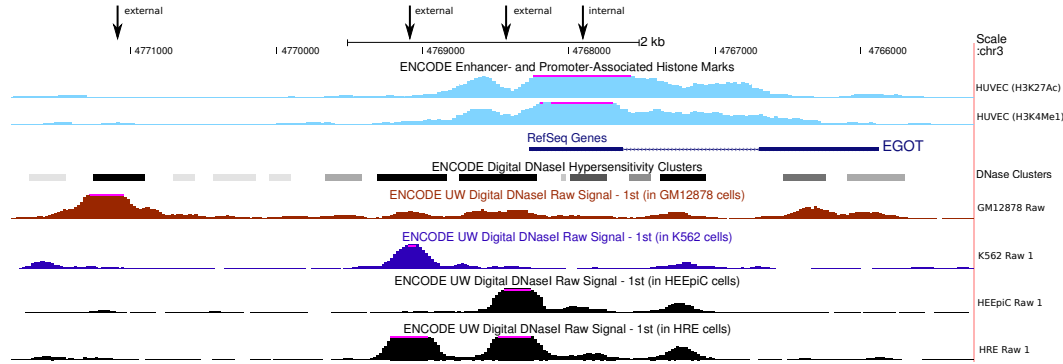 external external external internal
4771000 4770000 4769000 4768000 4767000 4766000 Scale
2 kb :chr3
ENCODE Enhancer- and Promoter-Associated Histone Marks
HUVEC (H3K27Ac)
HUVEC (H3K4Me1)
RefSeq Genes
EGOT
ENCODE Digital DNaseI Hypersensitivity Clusters
DNase Clusters
ENCODE UW Digital DNaseI Raw Signal - 1st (in GM12878 cells)
GM12878 Raw
ENCODE UW Digital DNaseI Raw Signal - 1st (in K562 cells)
K562 Raw 1
ENCODE UW Digital DNaseI Raw Signal - 1st (in HEEpiC cells)
HEEpiC Raw 1
ENCODE UW Digital DNaseI Raw Signal - 1st (in HRE cells)
HRE Raw 1